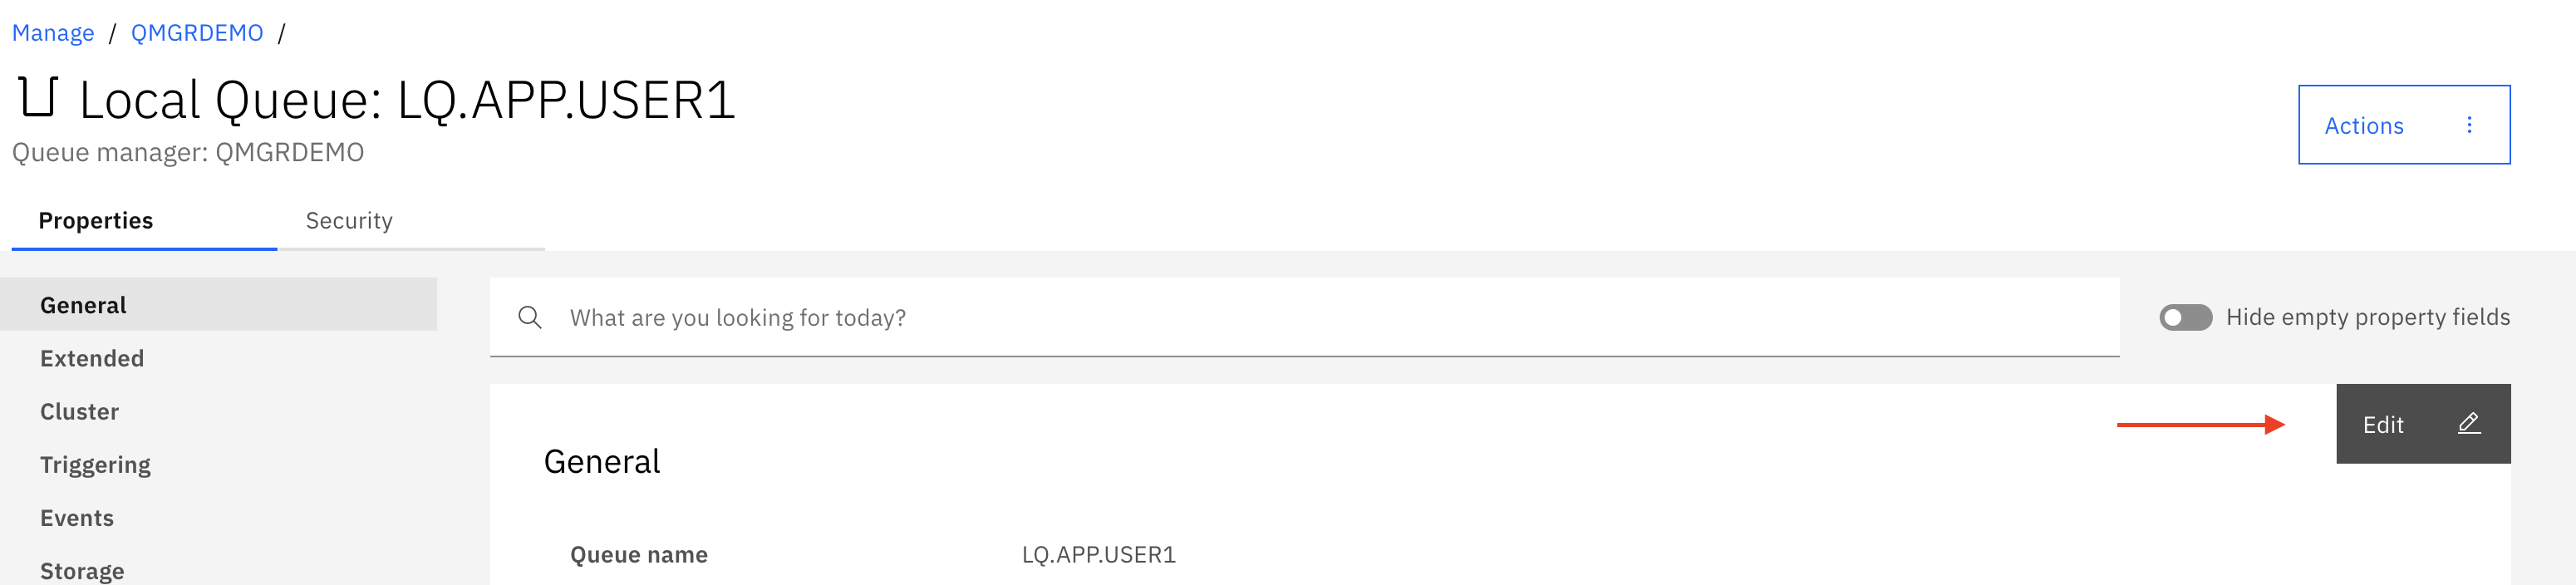 Manage / QMGRDEMO /
Local Queue: LQ.APP.USER1
Queue manager: QMGRDEMO
Actions
Properties Security
General
Extended
Cluster
Triggering
Events
Storage
What are you looking for today?
Hide empty property fields
Edit
General
Queue name LQ.APP.USER1